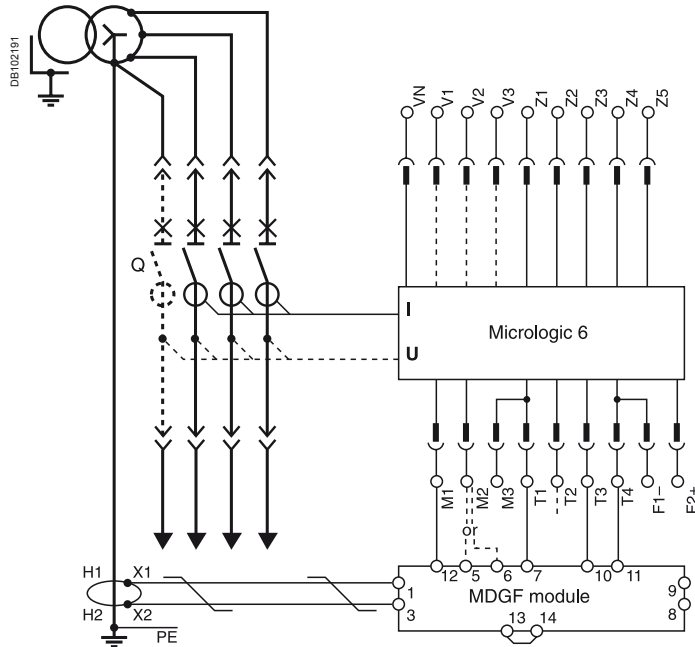 DB102191
VN V1 V2 V3 Z1 Z2 Z3 Z4 Z5
Q
I
Micrologic 6
U
M1 M2 M3 T1 T2 T3 T4 F1– F2+
or
12 5 6 7 10 11
H1 X1
1
MDGF module
9
H2 X2
3
8
13 14
PE